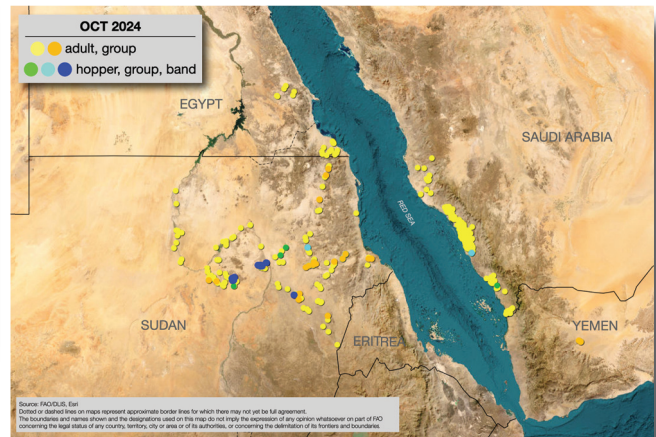 OCT 2024
adult, group
hopper, group, band
EGYPT
SAUDI ARABIA
RED SEA
SUDAN
ERITREA
YEMEN
Source: FAO/DLIS, Esri
Dotted or dashed lines on maps represent approximate border lines for which there may not yet be full agreement.
The boundaries and names shown and the designations used on this map do not imply the expression of any opinion whatsoever on part of FAO
concerning the legal status of any country, territory, city or area or of its authorities, or concerning the delimitation of its frontiers and boundaries.